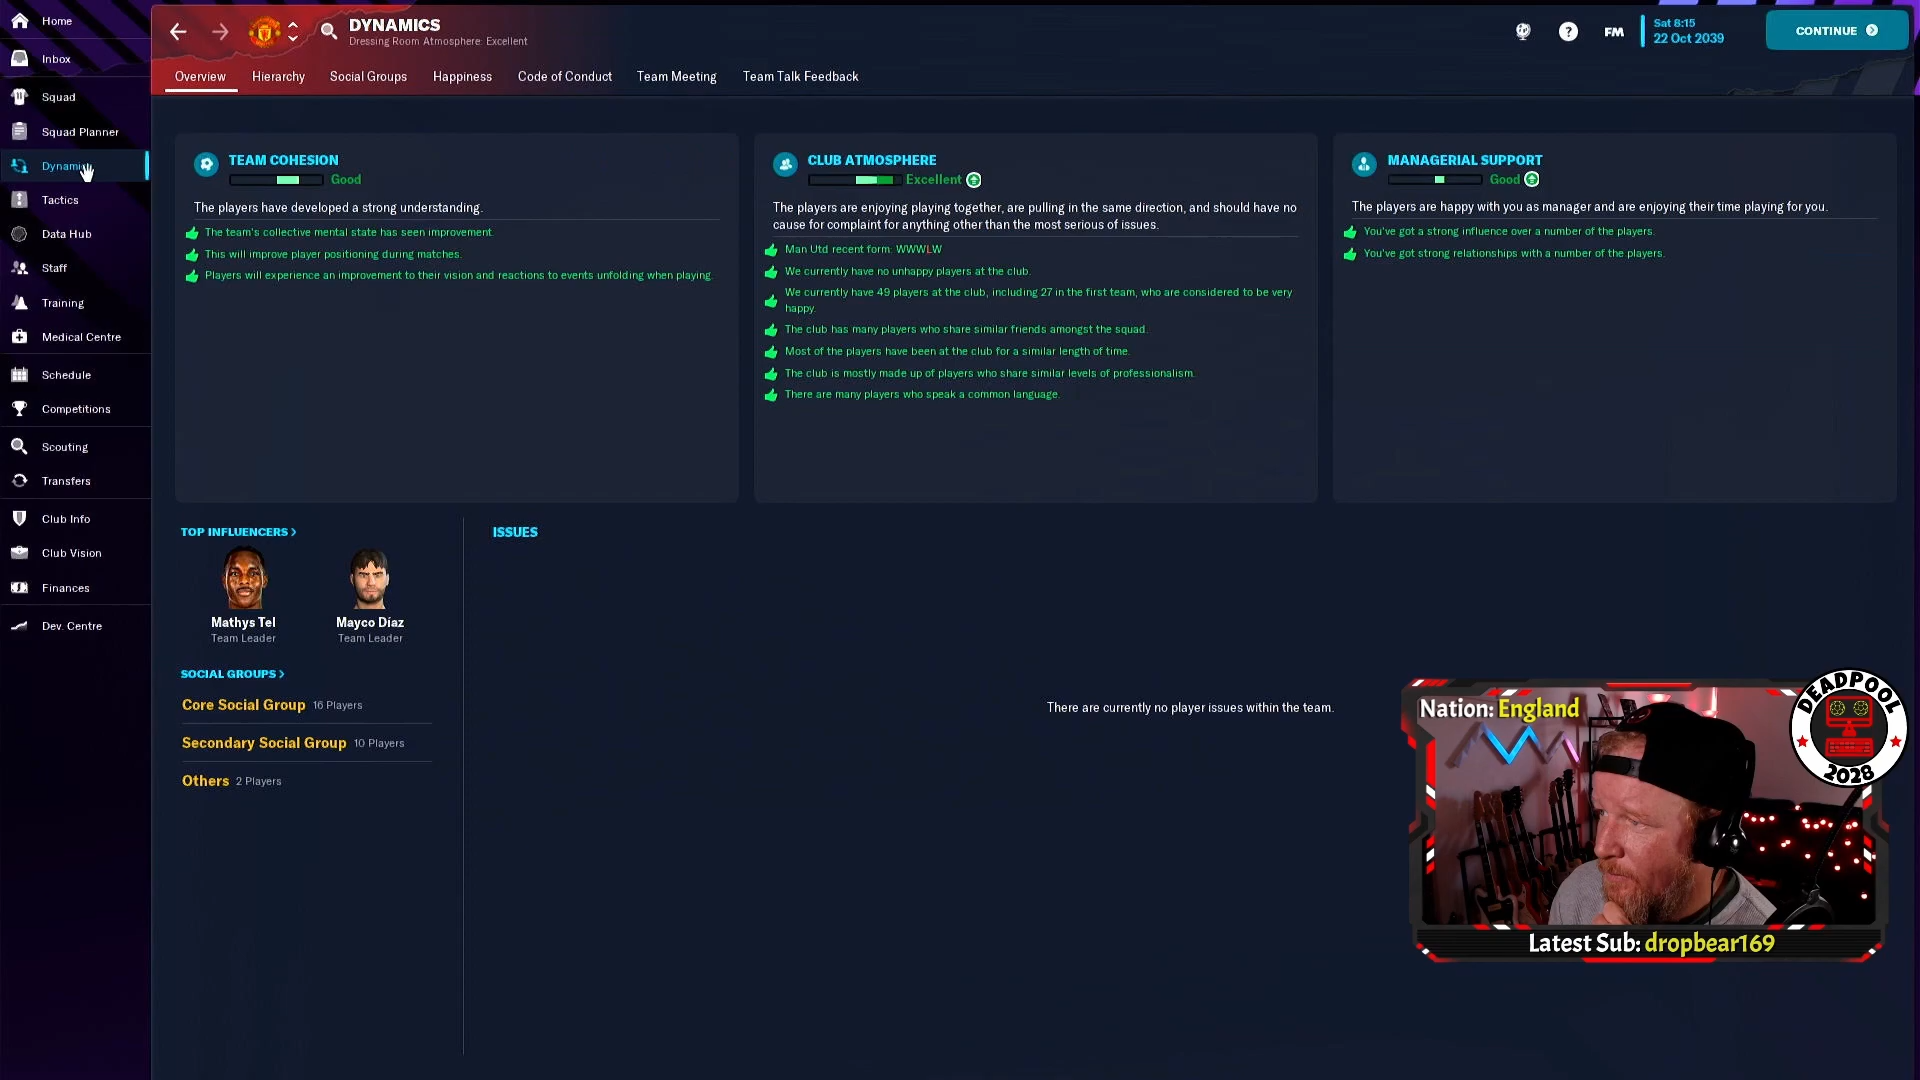 Home
Inbox
Squad
Squad Planner
Dynami
Tactics
Data Hub
Staff
Training
Medical Centre
Schedule
Competitions
Scouting
Transfers
Club Info
Club Vision
Finances
Dev. Centre
DYNAMICS
Dressing Room Atmosphere: Excellent
FM
Sat 8:15
22 Oct 2039
CONTINUE
Overview Hierarchy Social Groups Happiness Code of Conduct Team Meeting Team Talk Feedback
TEAM COHESION
Good
The players have developed a strong understanding.
The team's collective mental state has seen improvement.
This will improve player positioning during matches.
Players will experience an improvement to their vision and reactions to events unfolding when playing.
CLUB ATMOSPHERE
Excellent
The players are enjoying playing together, are pulling in the same direction, and should have no
cause for complaint for anything other than the most serious of issues.
Man Utd recent form: WWWLW
We currently have no unhappy players at the club.
We currently have 49 players at the club, including 27 in the first team, who are considered to be very
happy.
The club has many players who share similar friends amongst the squad.
Most of the players have been at the club for a similar length of time.
The club is mostly made up of players who share similar levels of professionalism.
There are many players who speak a common language.
MANAGERIAL SUPPORT
Good
The players are happy with you as manager and are enjoying their time playing for you.
You've got a strong influence over a number of the players.
You've got strong relationships with a number of the players.
TOP INFLUENCERS >
Mathys Tel
Team Leader
Mayco Díaz
Team Leader
SOCIAL GROUPS >
Core Social Group 16 Players
Secondary Social Group 10 Players
Others 2 Players
ISSUES
There are currently no player issues within the team.
Nation: England
DEADPOOL
2028
Latest Sub: dropbear169